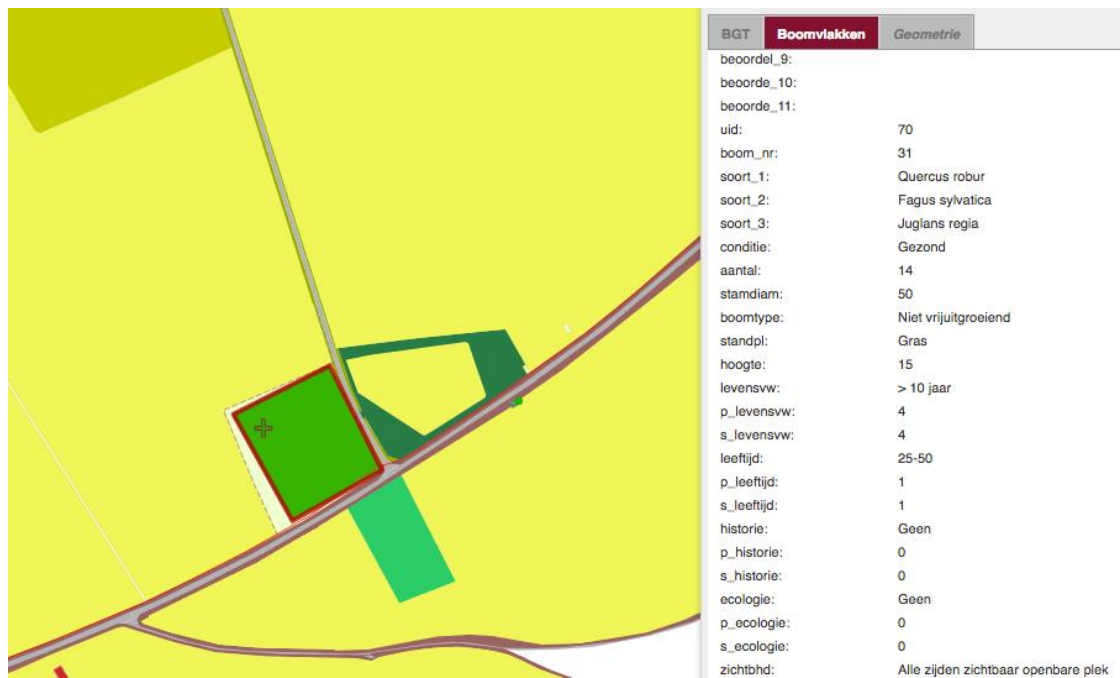 BGT Boomvlakken Geometrie
beoordel_9:
beoorde_10:
beoorde_11:
uid: 70
boom_nr: 31
soort_1: Quercus robur
soort_2: Fagus sylvatica
soort_3: Juglans regia
conditie: Gezond
aantal: 14
stamdiam: 50
boomtype: Niet vrijuitgroeiend
standpl: Gras
hoogte: 15
levensvw: > 10 jaar
p_levensvw: 4
s_levensvw: 4
leeftijd: 25-50
p_leeftijd: 1
s_leeftijd: 1
historie: Geen
p_historie: 0
s_historie: 0
ecologie: Geen
p_ecologie: 0
s_ecologie: 0
zichtbhd: Alle zijden zichtbaar openbare plek